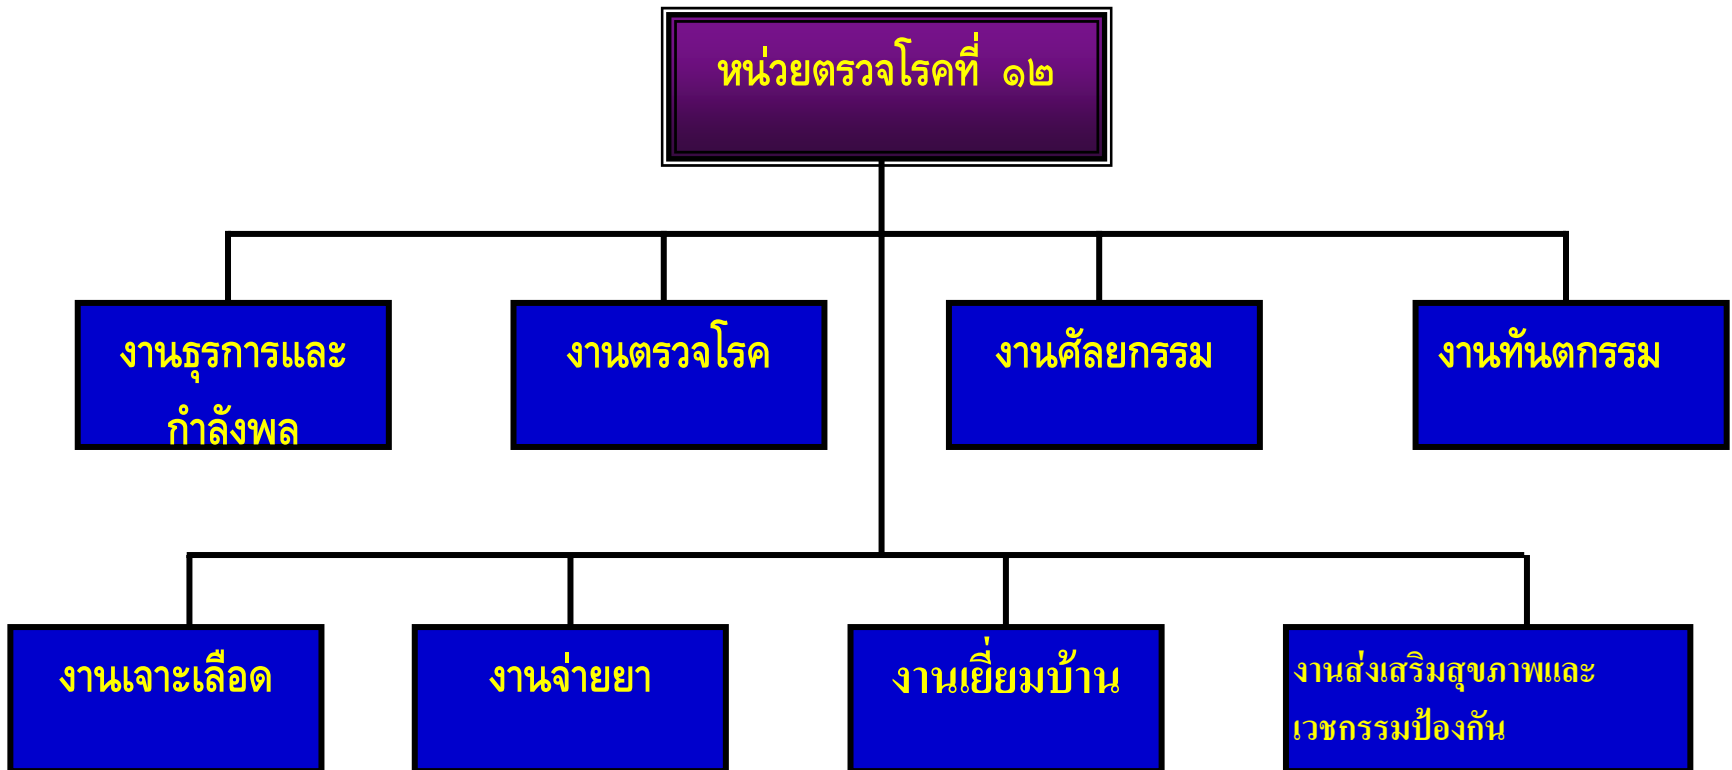 หน่วยตรวจโรคที่ ๑๒
งานธุรการและ
กำลังพล
งานตรวจโรค
งานศัลยกรรม
งานทันตกรรม
งานเจาะเลือด
งานจ่ายยา
งานเยี่ยมบ้าน
งานส่งเสริมสุขภาพและ
เวชกรรมป้องกัน